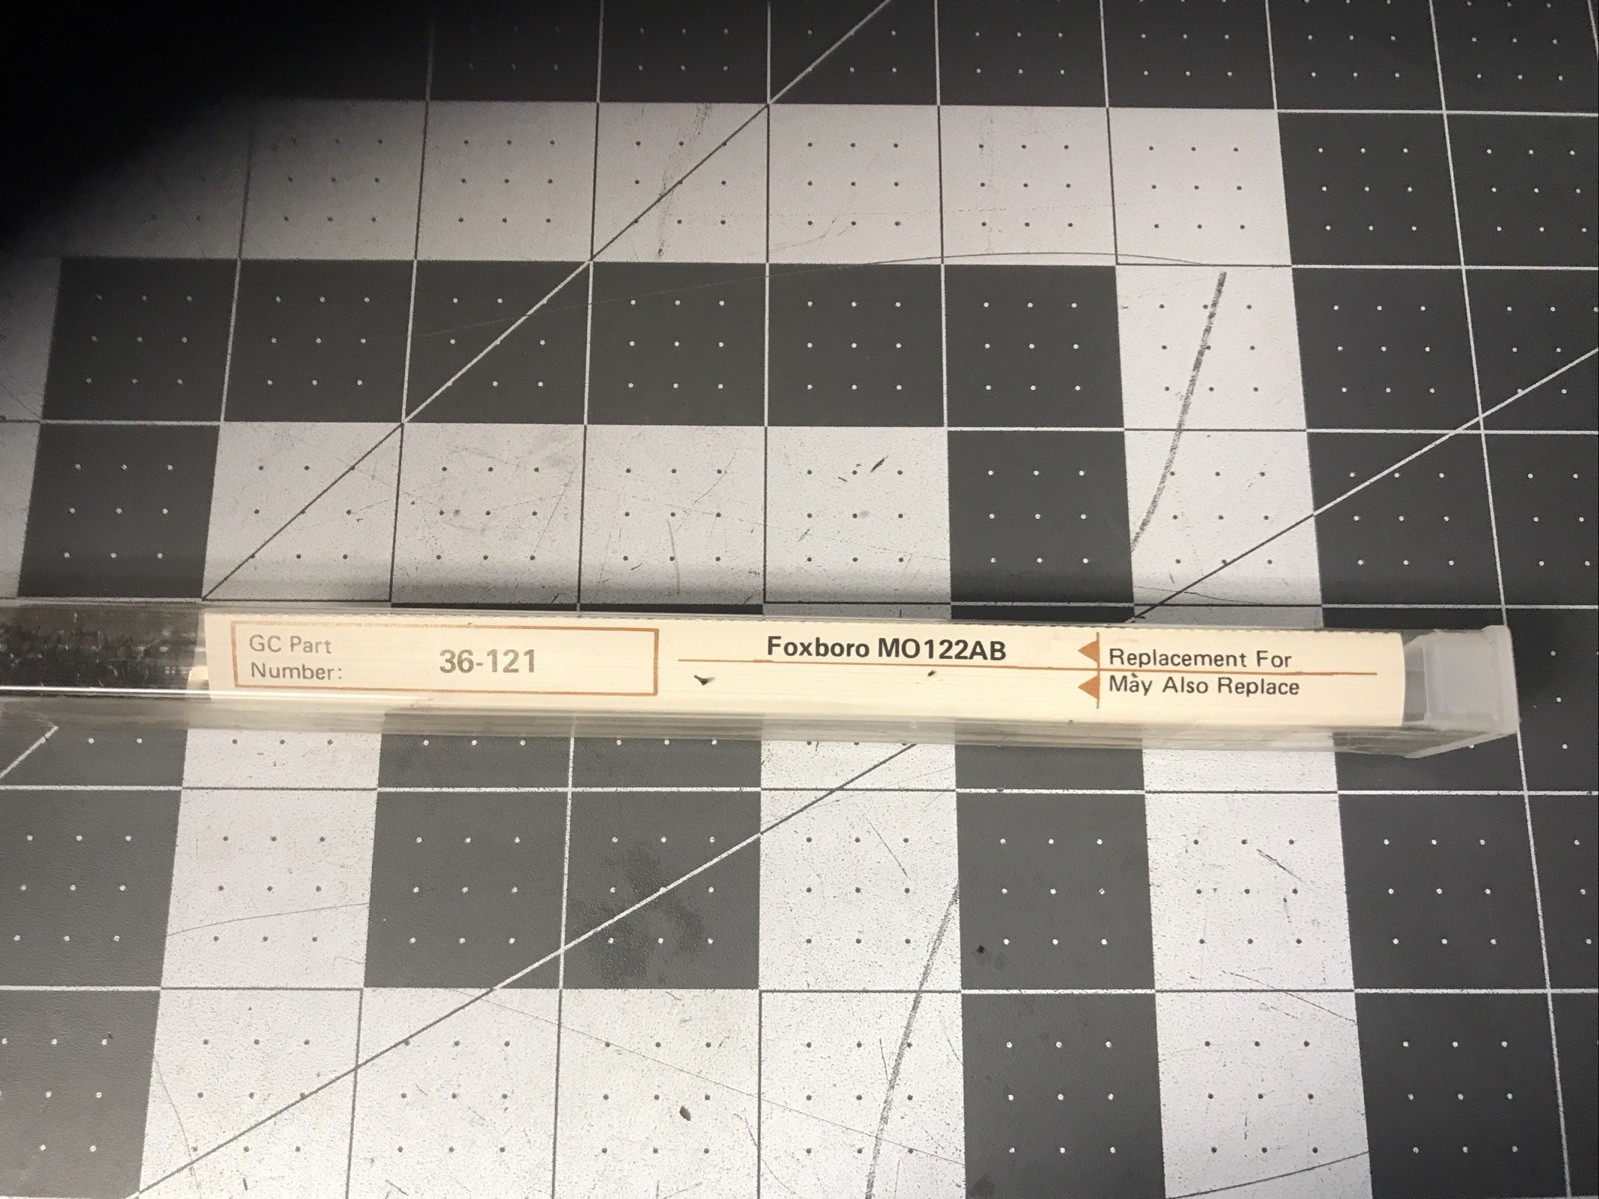 GC Part
Number:
36-121
Foxboro MO122AB
Replacement For
May Also Replace